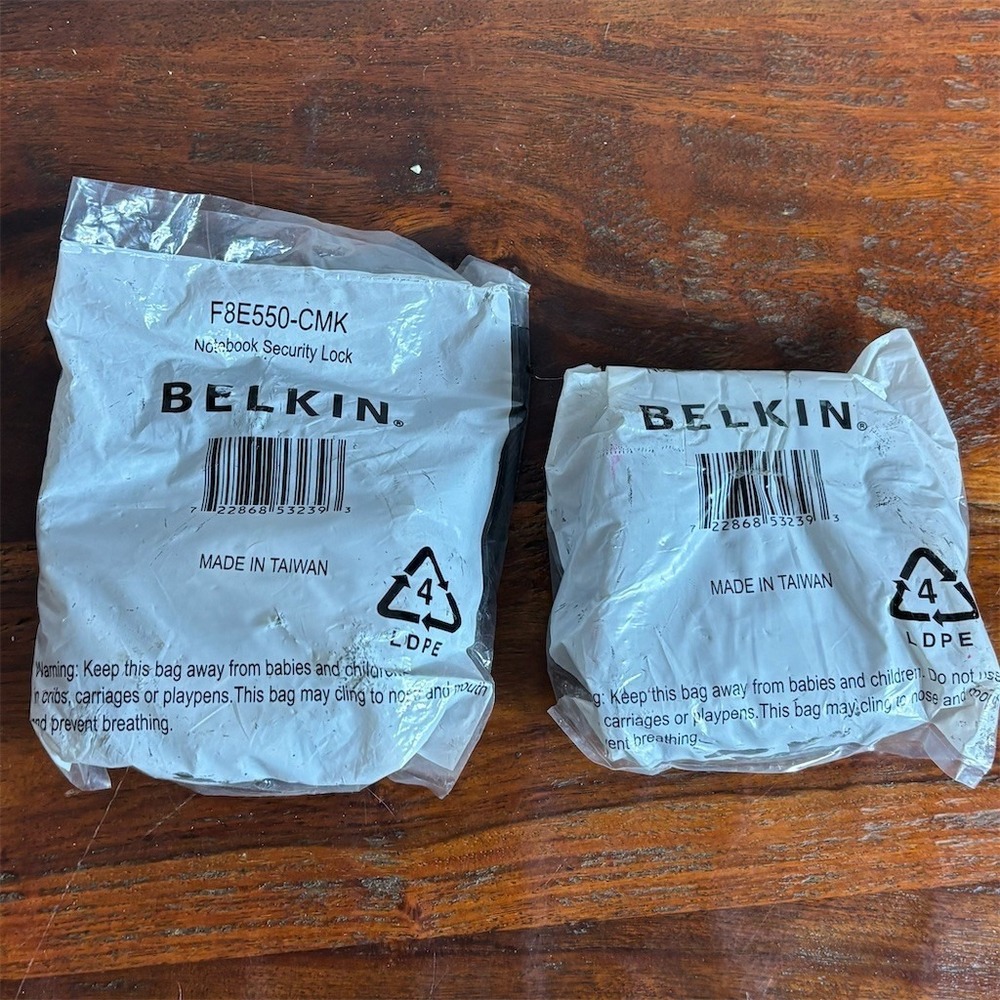 F8E550-CMK
Notebook Security Lock
BELKIN®
7 22868 53239 3
MADE IN TAIWAN
4
LDPE
Warning: Keep this bag away from babies and children.
in cribs, carriages or playpens. This bag may cling to nose and mouth
and prevent breathing.
BELKIN®
7 22868 53239 3
MADE IN TAIWAN
4
LDPE
g: Keep this bag away from babies and children. Do not use
carriages or playpens. This bag may cling to nose and mouth
ent breathing.